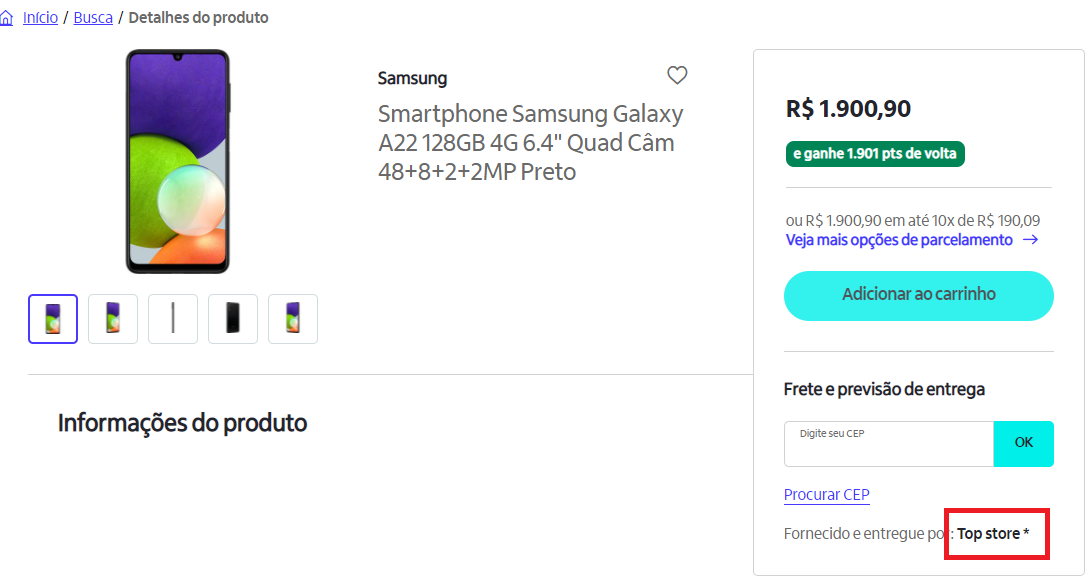 Início / Busca / Detalhes do produto
Samsung
Smartphone Samsung Galaxy
A22 128GB 4G 6.4" Quad Câm
48+8+2+2MP Preto
Informações do produto
R$ 1.900,90
e ganhe 1.901 pts de volta
ou R$ 1.900,90 em até 10x de R$ 190,09
Veja mais opções de parcelamento →
Adicionar ao carrinho
Frete e previsão de entrega
Digite seu CEP
OK
Procurar CEP
Fornecido e entregue por: Top store *